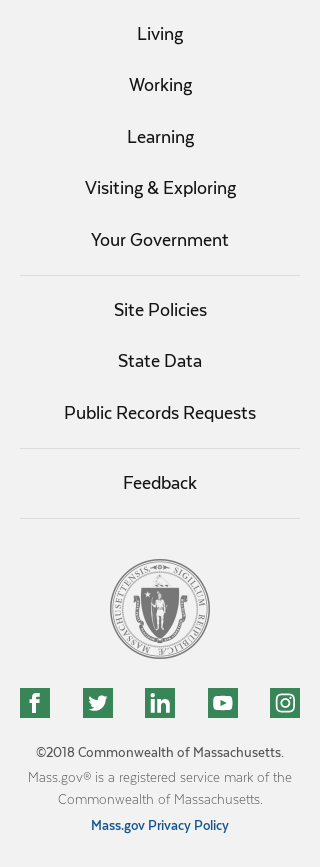 Living
Working
Learning
Visiting & Exploring
Your Government
Site Policies
State Data
Public Records Requests
Feedback
SIGILLUM REIPUBLICÆ MASSACHUSETTENSIS
©2018 Commonwealth of Massachusetts.
Mass.gov® is a registered service mark of the
Commonwealth of Massachusetts.
Mass.gov Privacy Policy